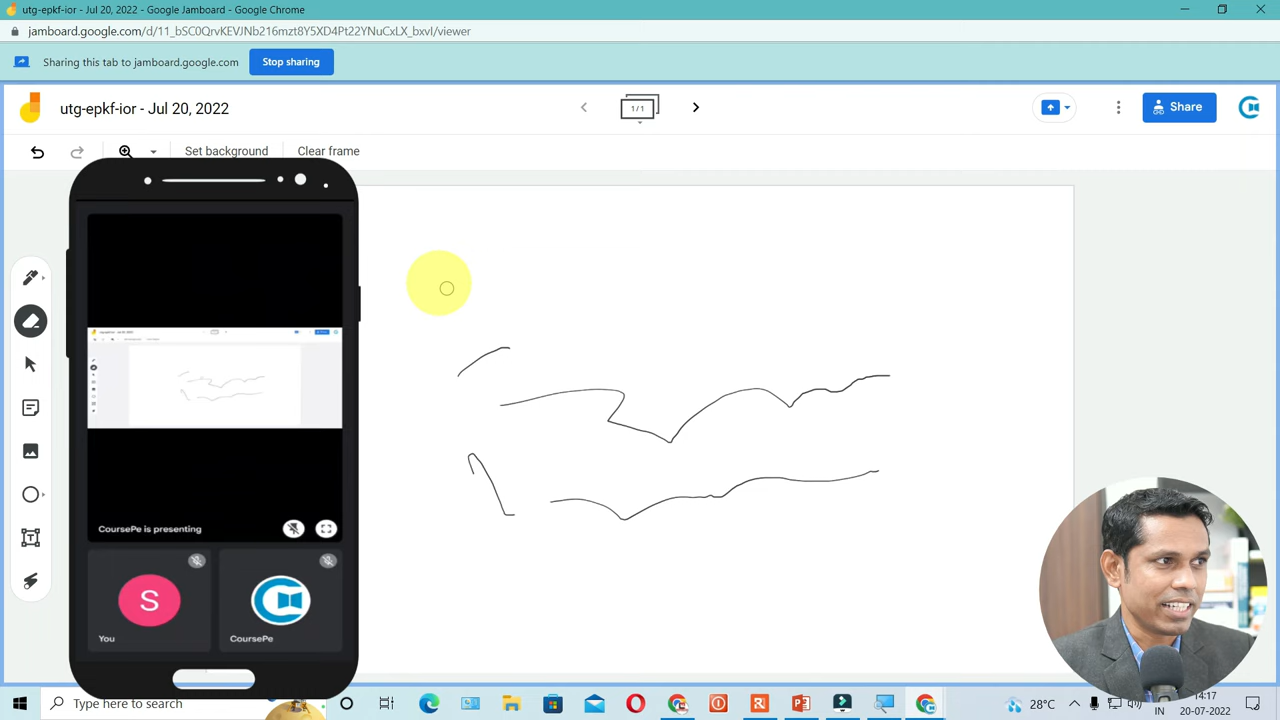 utg-epkf-ior - Jul 20, 2022 - Google Jamboard - Google Chrome
jamboard.google.com/d/11_bSC0QrvKEVJNb216mzt8Y5XD4Pt22YNuCxLX_bxvI/viewer
Sharing this tab to jamboard.google.com
Stop sharing
utg-epkf-ior - Jul 20, 2022
1/1
Share
Set background
Clear frame
CoursePe is presenting
S
You
CoursePe
Type here to search
28°C
IN
14:17
20-07-2022